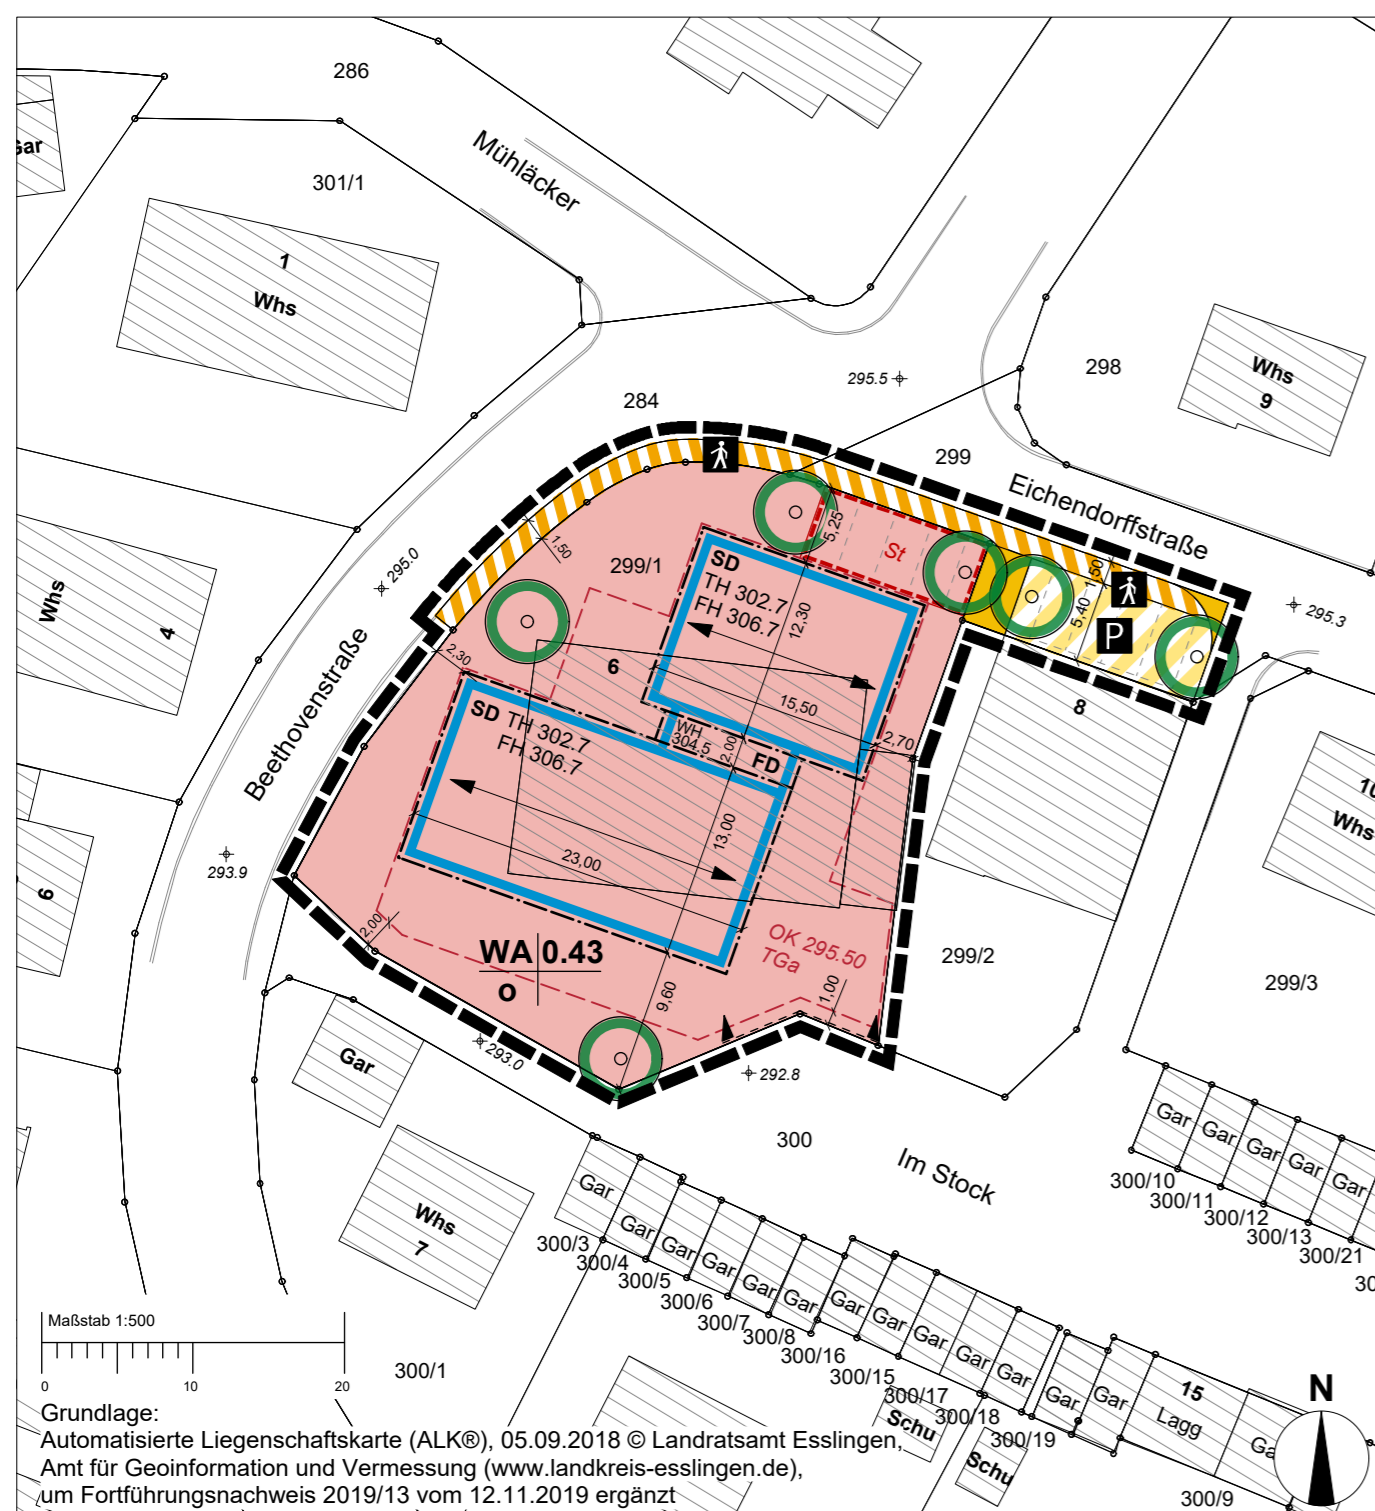 286
Mühläcker
Gar
301/1
1
Whs
295.5
298
Whs
9
284
299
Eichendorffstraße
295.3
1,50
5,25
St
299/1
SD
TH 302.7
FH 306.7
12,30
1,50
5,40
P
295.0
Whs
4
Beethovenstraße
2,30
6
15,50
2,70
8
SD TH 302.7
FH 306.7
WH
304.5
2,00
FD
10
Whs
13,00
23,00
293.9
6
2,00
WA 0.43
o
OK 295.50
TGa
299/2
299/3
9,60
1,00
Gar
293.0
292.8
300
Im Stock
Gar
Gar
Gar
Gar
Gar
300/10
300/11
300/12
300/13
300/21
Whs
7
Gar
Gar
Gar
Gar
Gar
Gar
Gar
Gar
Gar
Gar
Gar
Gar
Gar
300/3
300/4
300/5
300/6
300/7
300/8
300/16
300/15
300/17
300/18
300/19
15
Lagg
Schu
Schu
300/9
300/1
N
Maßstab 1:500
0 10 20
Grundlage:
Automatisierte Liegenschaftskarte (ALK®), 05.09.2018 © Landratsamt Esslingen,
Amt für Geoinformation und Vermessung (www.landkreis-esslingen.de),
um Fortführungsnachweis 2019/13 vom 12.11.2019 ergänzt